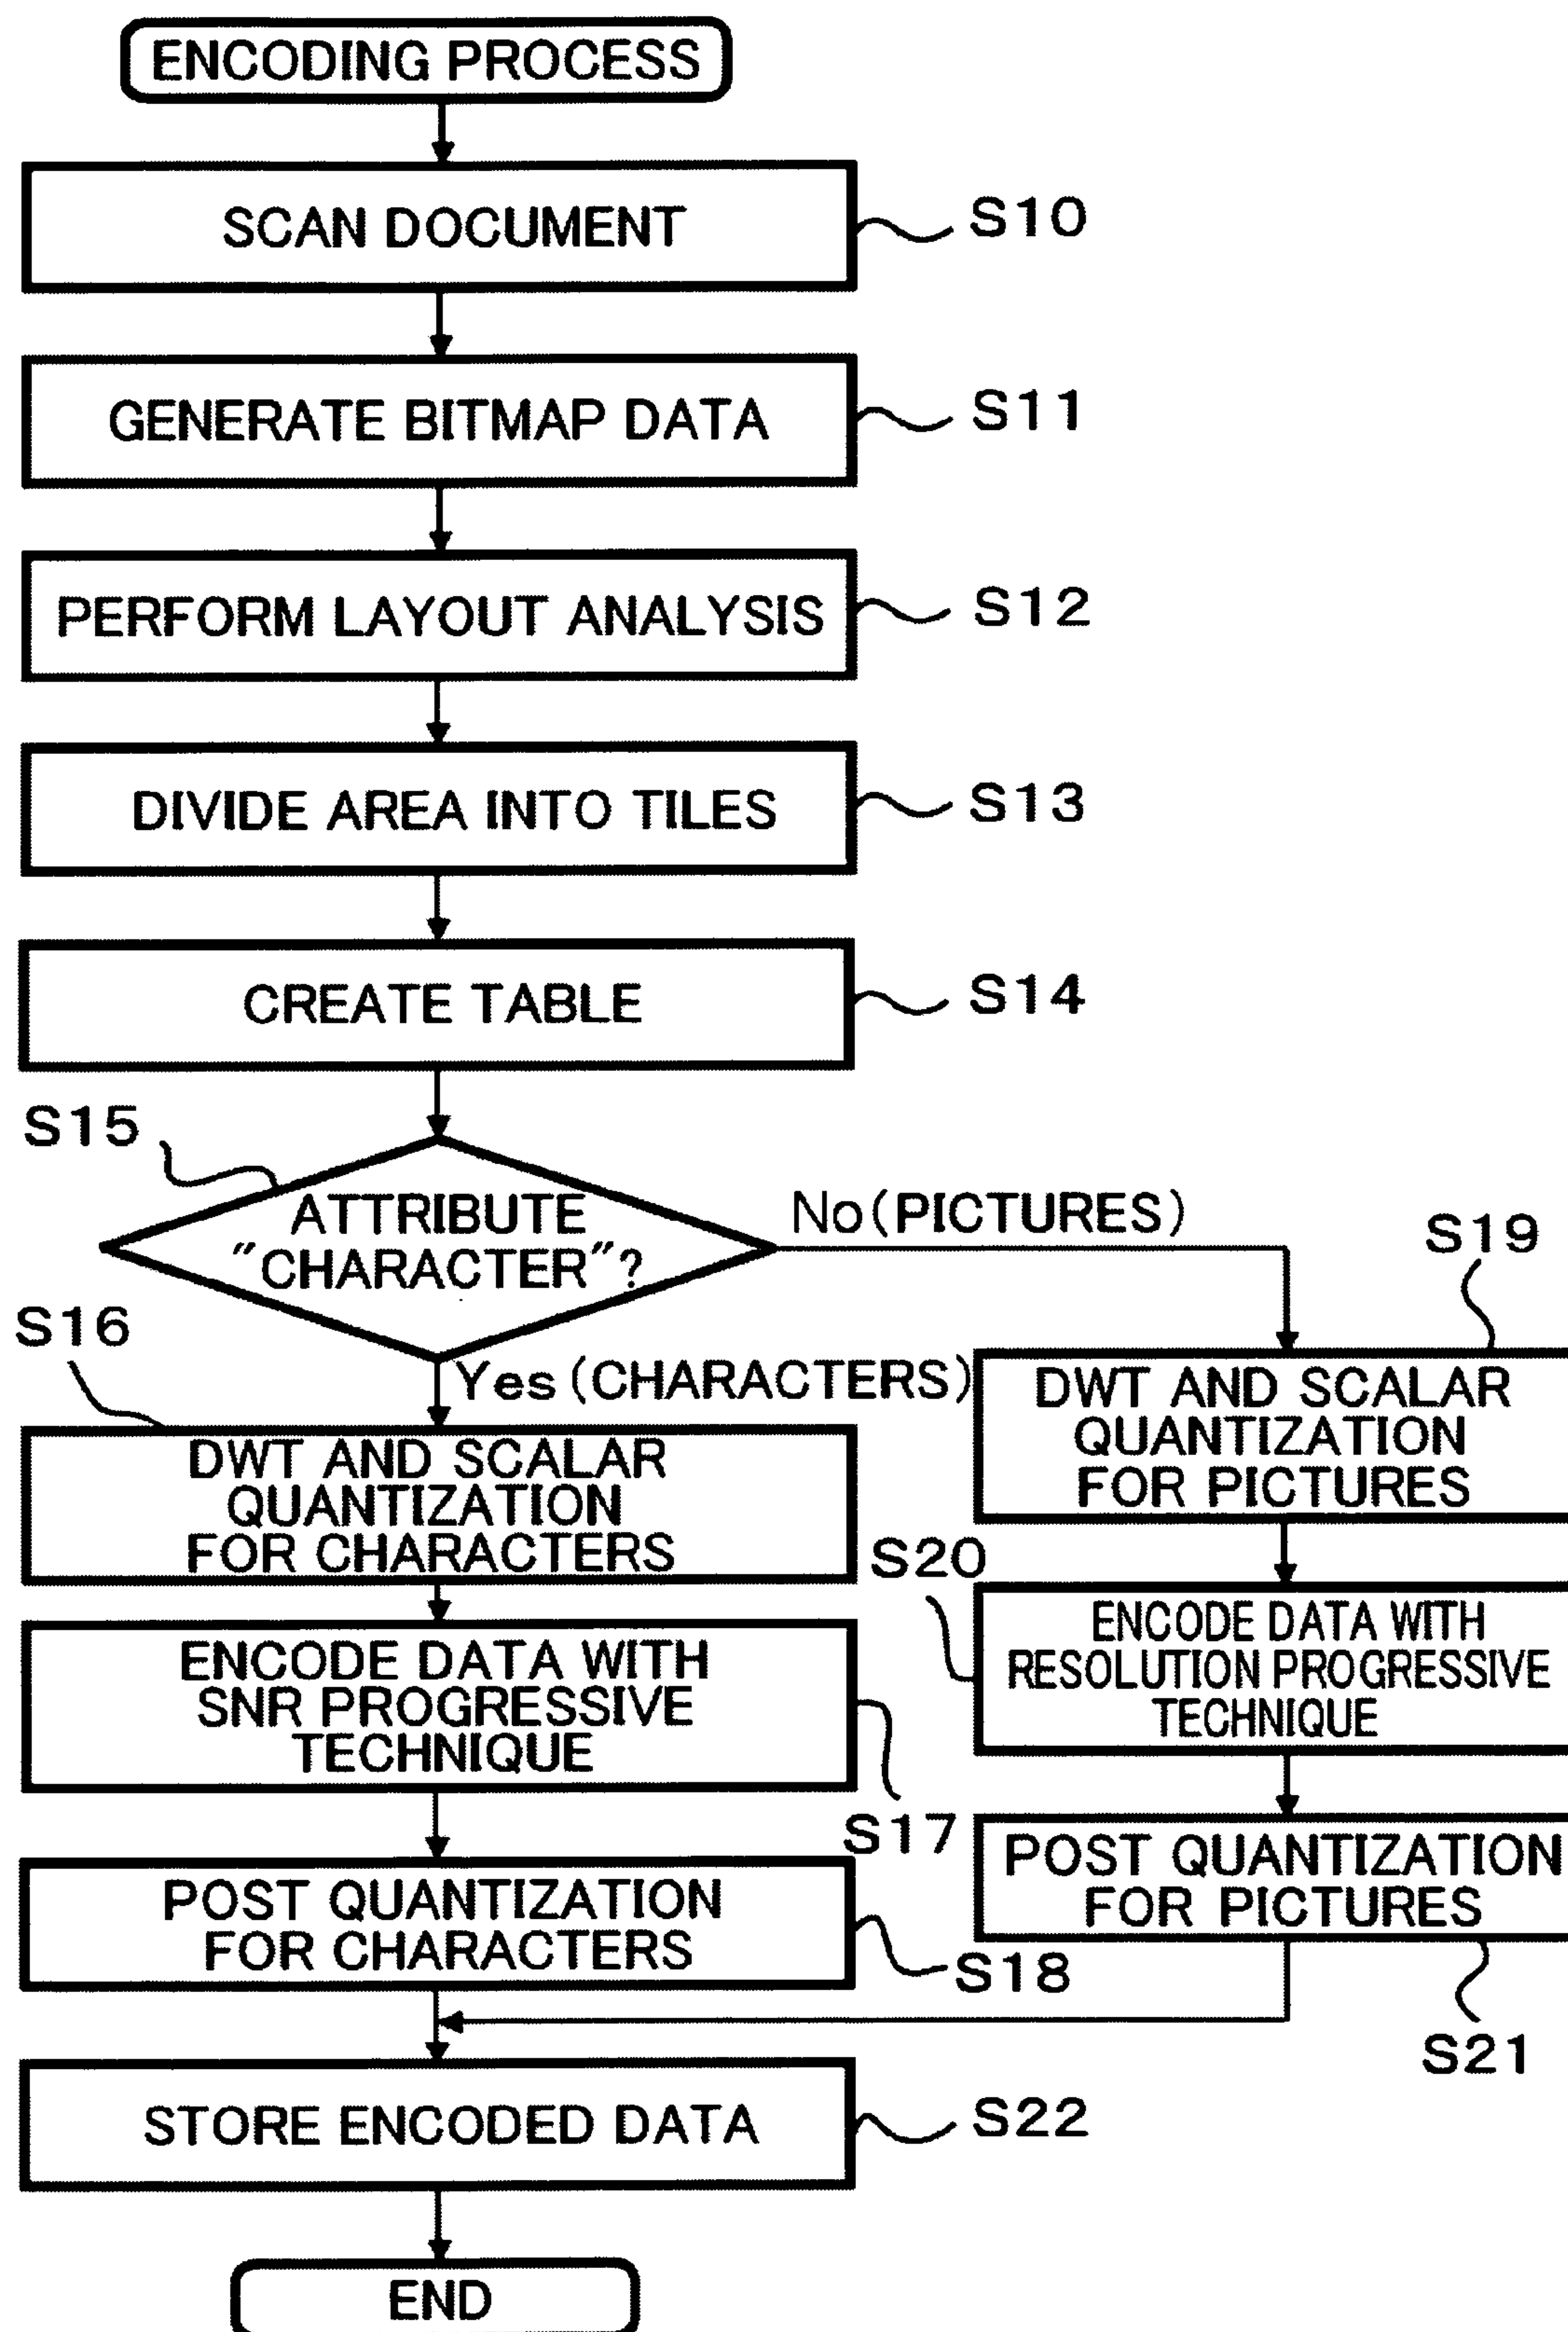 ENCODING PROCESS
SCAN DOCUMENT
S10
GENERATE BITMAP DATA
S11
PERFORM LAYOUT ANALYSIS
S12
DIVIDE AREA INTO TILES
S13
CREATE TABLE
S14
S15
ATTRIBUTE
"CHARACTER"?
No (PICTURES)
Yes (CHARACTERS)
S16
DWT AND SCALAR
QUANTIZATION
FOR CHARACTERS
ENCODE DATA WITH
SNR PROGRESSIVE
TECHNIQUE
S17
POST QUANTIZATION
FOR CHARACTERS
S18
S19
DWT AND SCALAR
QUANTIZATION
FOR PICTURES
S20
ENCODE DATA WITH
RESOLUTION PROGRESSIVE
TECHNIQUE
POST QUANTIZATION
FOR PICTURES
S21
STORE ENCODED DATA
S22
END